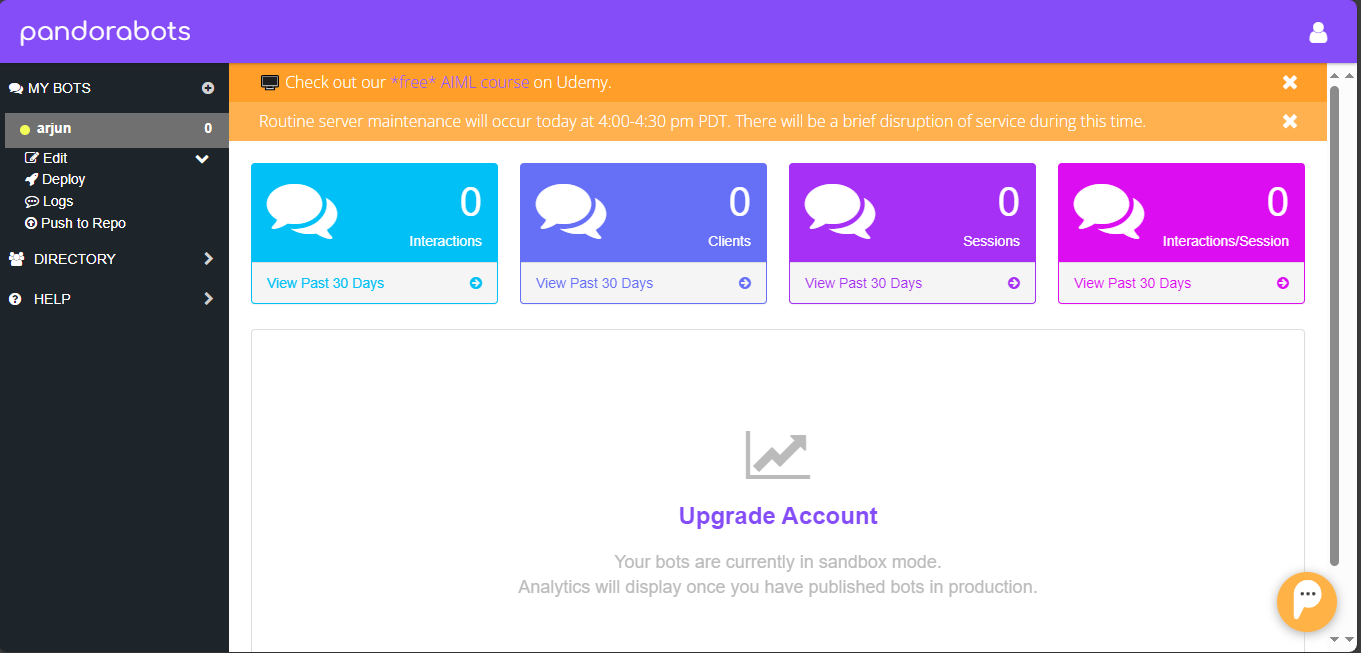 pandorabots
MY BOTS
arjun 0
Edit
Deploy
Logs
Push to Repo
DIRECTORY
HELP
Check out our *free* AIML course on Udemy.
Routine server maintenance will occur today at 4:00-4:30 pm PDT. There will be a brief disruption of service during this time.
0
Interactions
View Past 30 Days
0
Clients
View Past 30 Days
0
Sessions
View Past 30 Days
0
Interactions/Session
View Past 30 Days
Upgrade Account
Your bots are currently in sandbox mode.
Analytics will display once you have published bots in production.